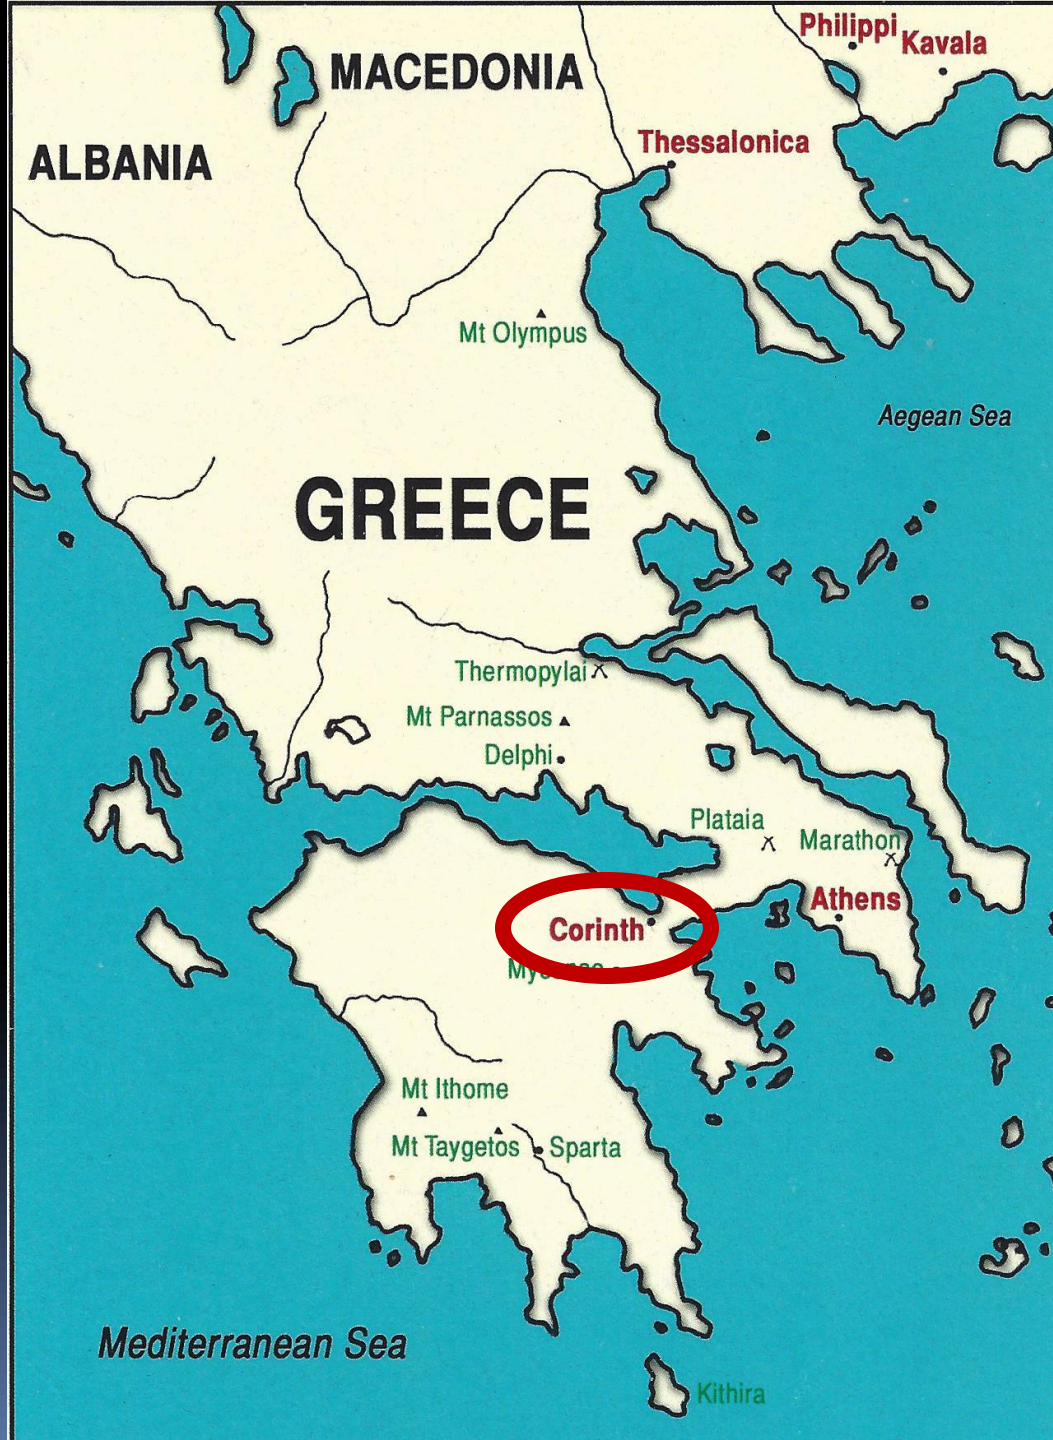 Philippi
Kavala
MACEDONIA
Thessalonica
ALBANIA
Mt Olympus
Aegean Sea
GREECE
Thermopylai
Mt Parnassos
Delphi
Plataia
Marathon
Athens
Corinth
Mt Ithome
Mt Taygetos
Sparta
Mediterranean Sea
Kithira